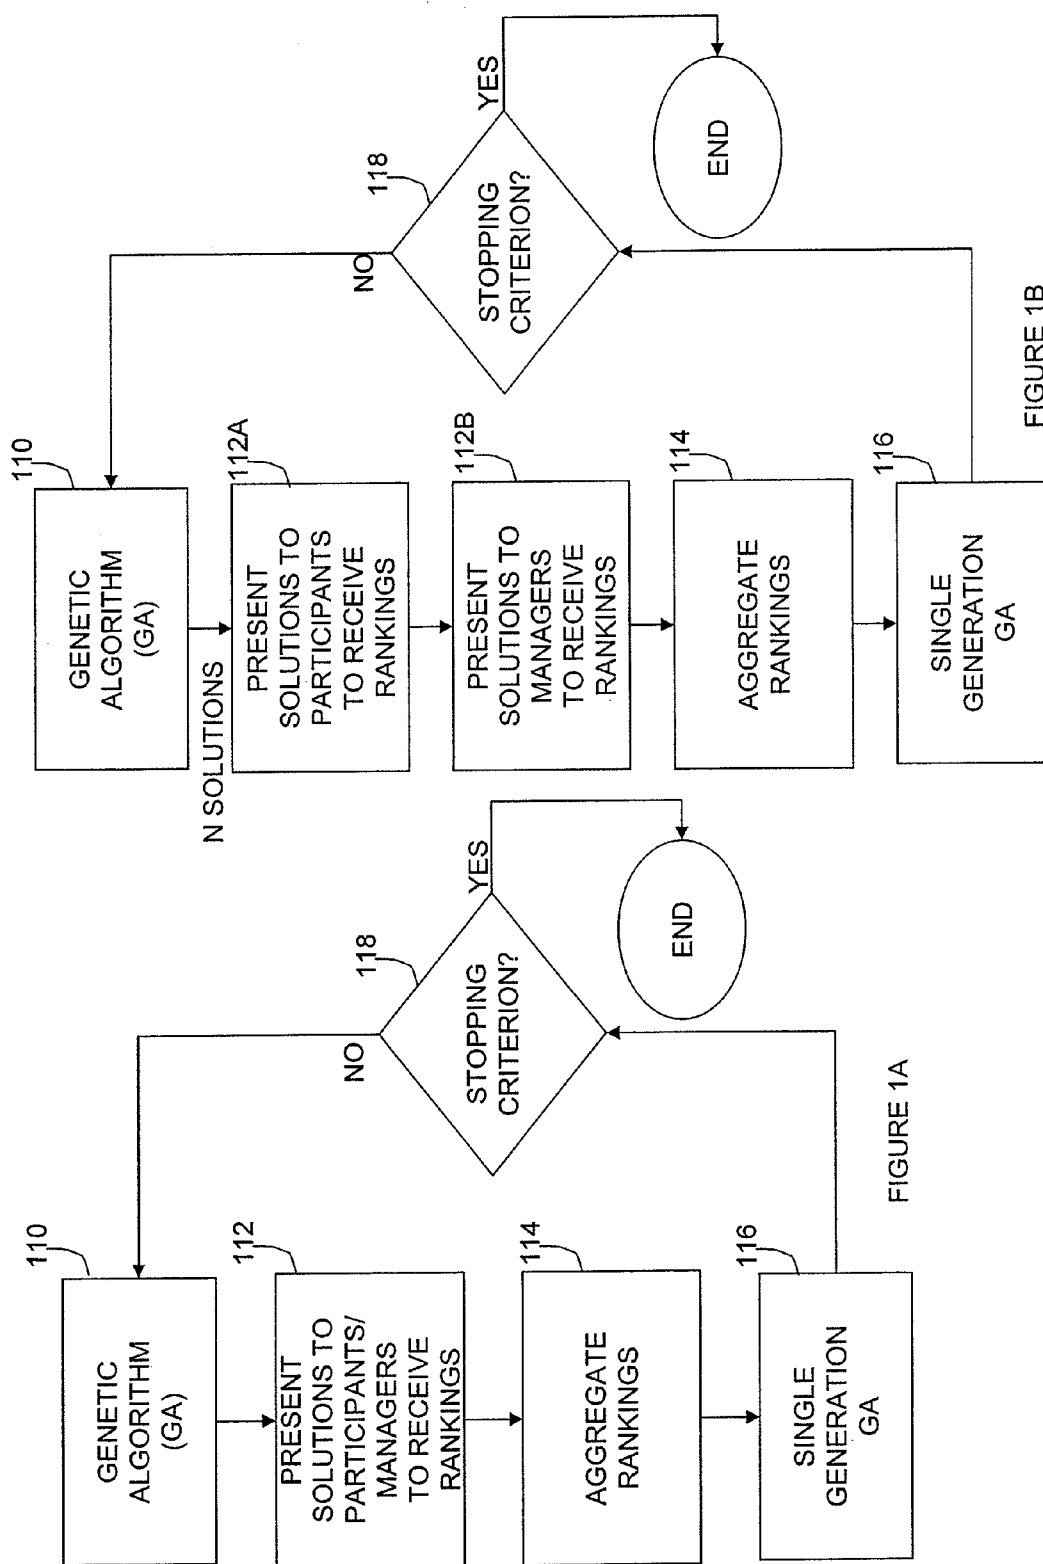 110
GENETIC
ALGORITHM
(GA)
112
PRESENT
SOLUTIONS TO
PARTICIPANTS/
MANAGERS
TO RECEIVE
RANKINGS
114
AGGREGATE
RANKINGS
116
SINGLE
GENERATION
GA
118
STOPPING
CRITERION?
NO
YES
END
FIGURE 1A
110
GENETIC
ALGORITHM
(GA)
N SOLUTIONS
112A
PRESENT
SOLUTIONS TO
PARTICIPANTS
TO RECEIVE
RANKINGS
112B
PRESENT
SOLUTIONS TO
MANAGERS
TO RECEIVE
RANKINGS
114
AGGREGATE
RANKINGS
116
SINGLE
GENERATION
GA
118
STOPPING
CRITERION?
NO
YES
END
FIGURE 1B